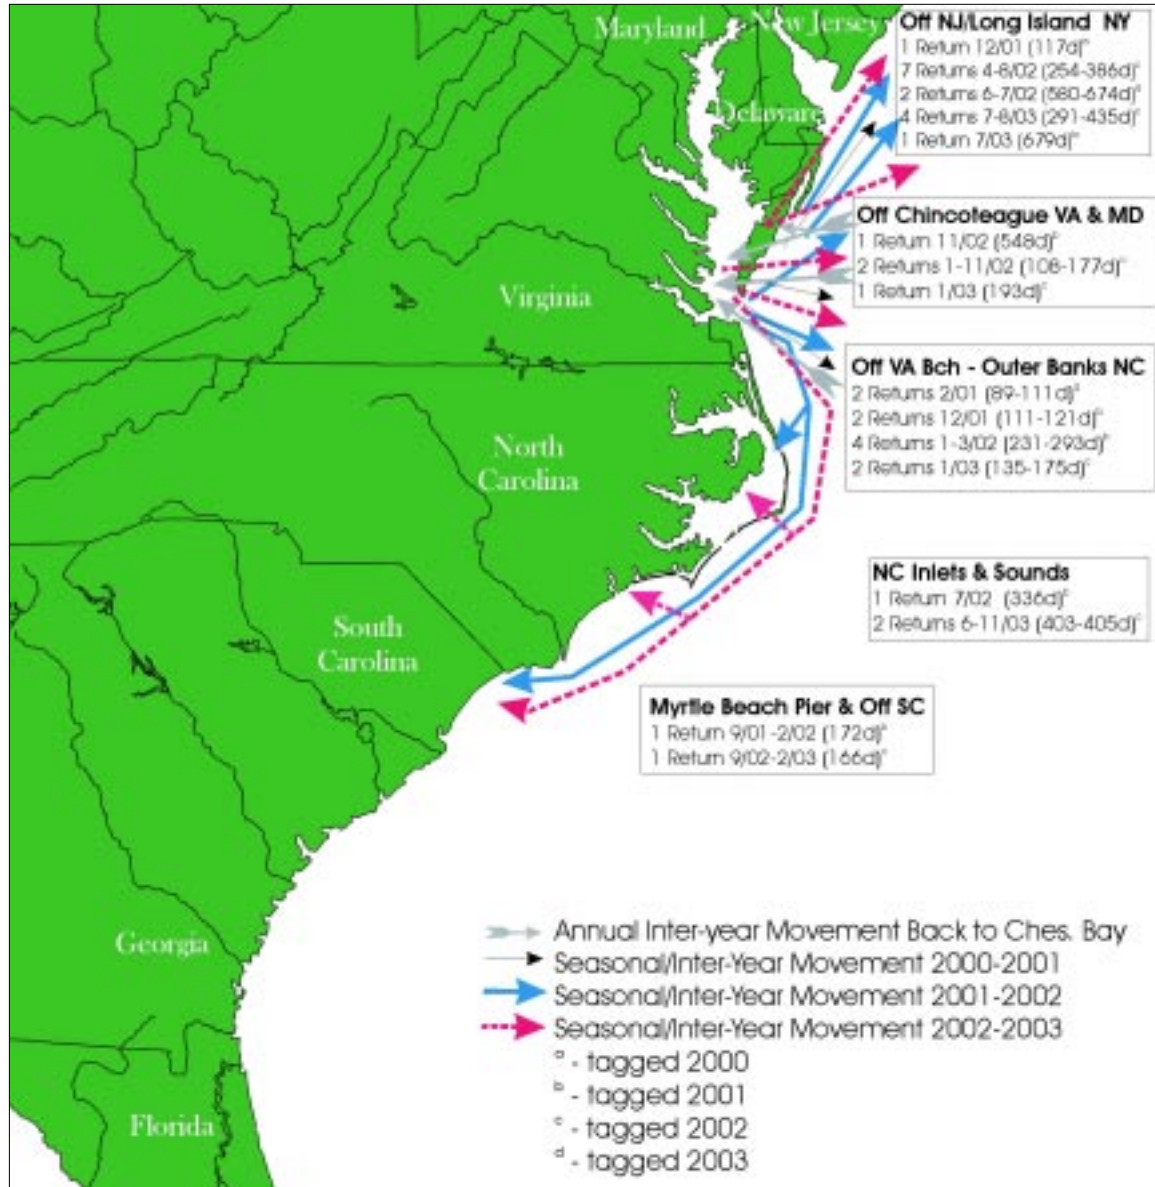 Maryland
New Jersey
Delaware
Virginia
North
Carolina
South
Carolina
Georgia
Florida
Off NJ/Long Island NY
1 Return 12/01 (117d)
7 Returns 4-8/02 (254-386d)
2 Returns 6-7/02 (580-674d)
4 Returns 7-8/03 (291-435d)
1 Return 7/03 (679d)
Off Chincoteague VA & MD
1 Return 11/02 (548d)
2 Returns 1-11/02 (108-177d)
1 Return 1/03 (193d)
Off VA Bch - Outer Banks NC
2 Returns 2/01 (89-111d)
2 Returns 12/01 (111-121d)
4 Returns 1-3/02 (231-293d)
2 Returns 1/03 (135-175d)
NC Inlets & Sounds
1 Return 7/02 (336d)
2 Returns 6-11/03 (403-405d)
Myrtle Beach Pier & Off SC
1 Return 9/01-2/02 (172d)
1 Return 9/02-2/03 (166d)
Annual Inter-year Movement Back to Ches. Bay
Seasonal/Inter-Year Movement 2000-2001
Seasonal/Inter-Year Movement 2001-2002
Seasonal/Inter-Year Movement 2002-2003
a - tagged 2000
b - tagged 2001
c - tagged 2002
d - tagged 2003